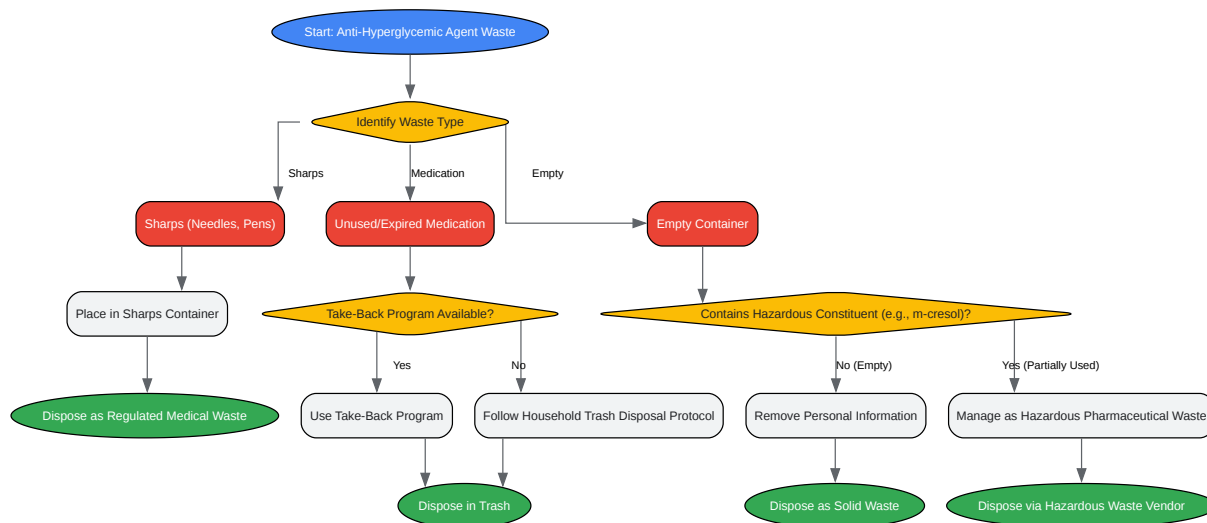 Start: Anti-Hyperglycemic Agent Waste
Identify Waste Type
Sharps
Medication
Empty
Sharps (Needles, Pens)
Unused/Expired Medication
Empty Container
Place in Sharps Container
Take-Back Program Available?
Contains Hazardous Constituent (e.g., m-cresol)?
Yes
No
No (Empty)
Yes (Partially Used)
Dispose as Regulated Medical Waste
Use Take-Back Program
Follow Household Trash Disposal Protocol
Remove Personal Information
Manage as Hazardous Pharmaceutical Waste
Dispose in Trash
Dispose as Solid Waste
Dispose via Hazardous Waste Vendor